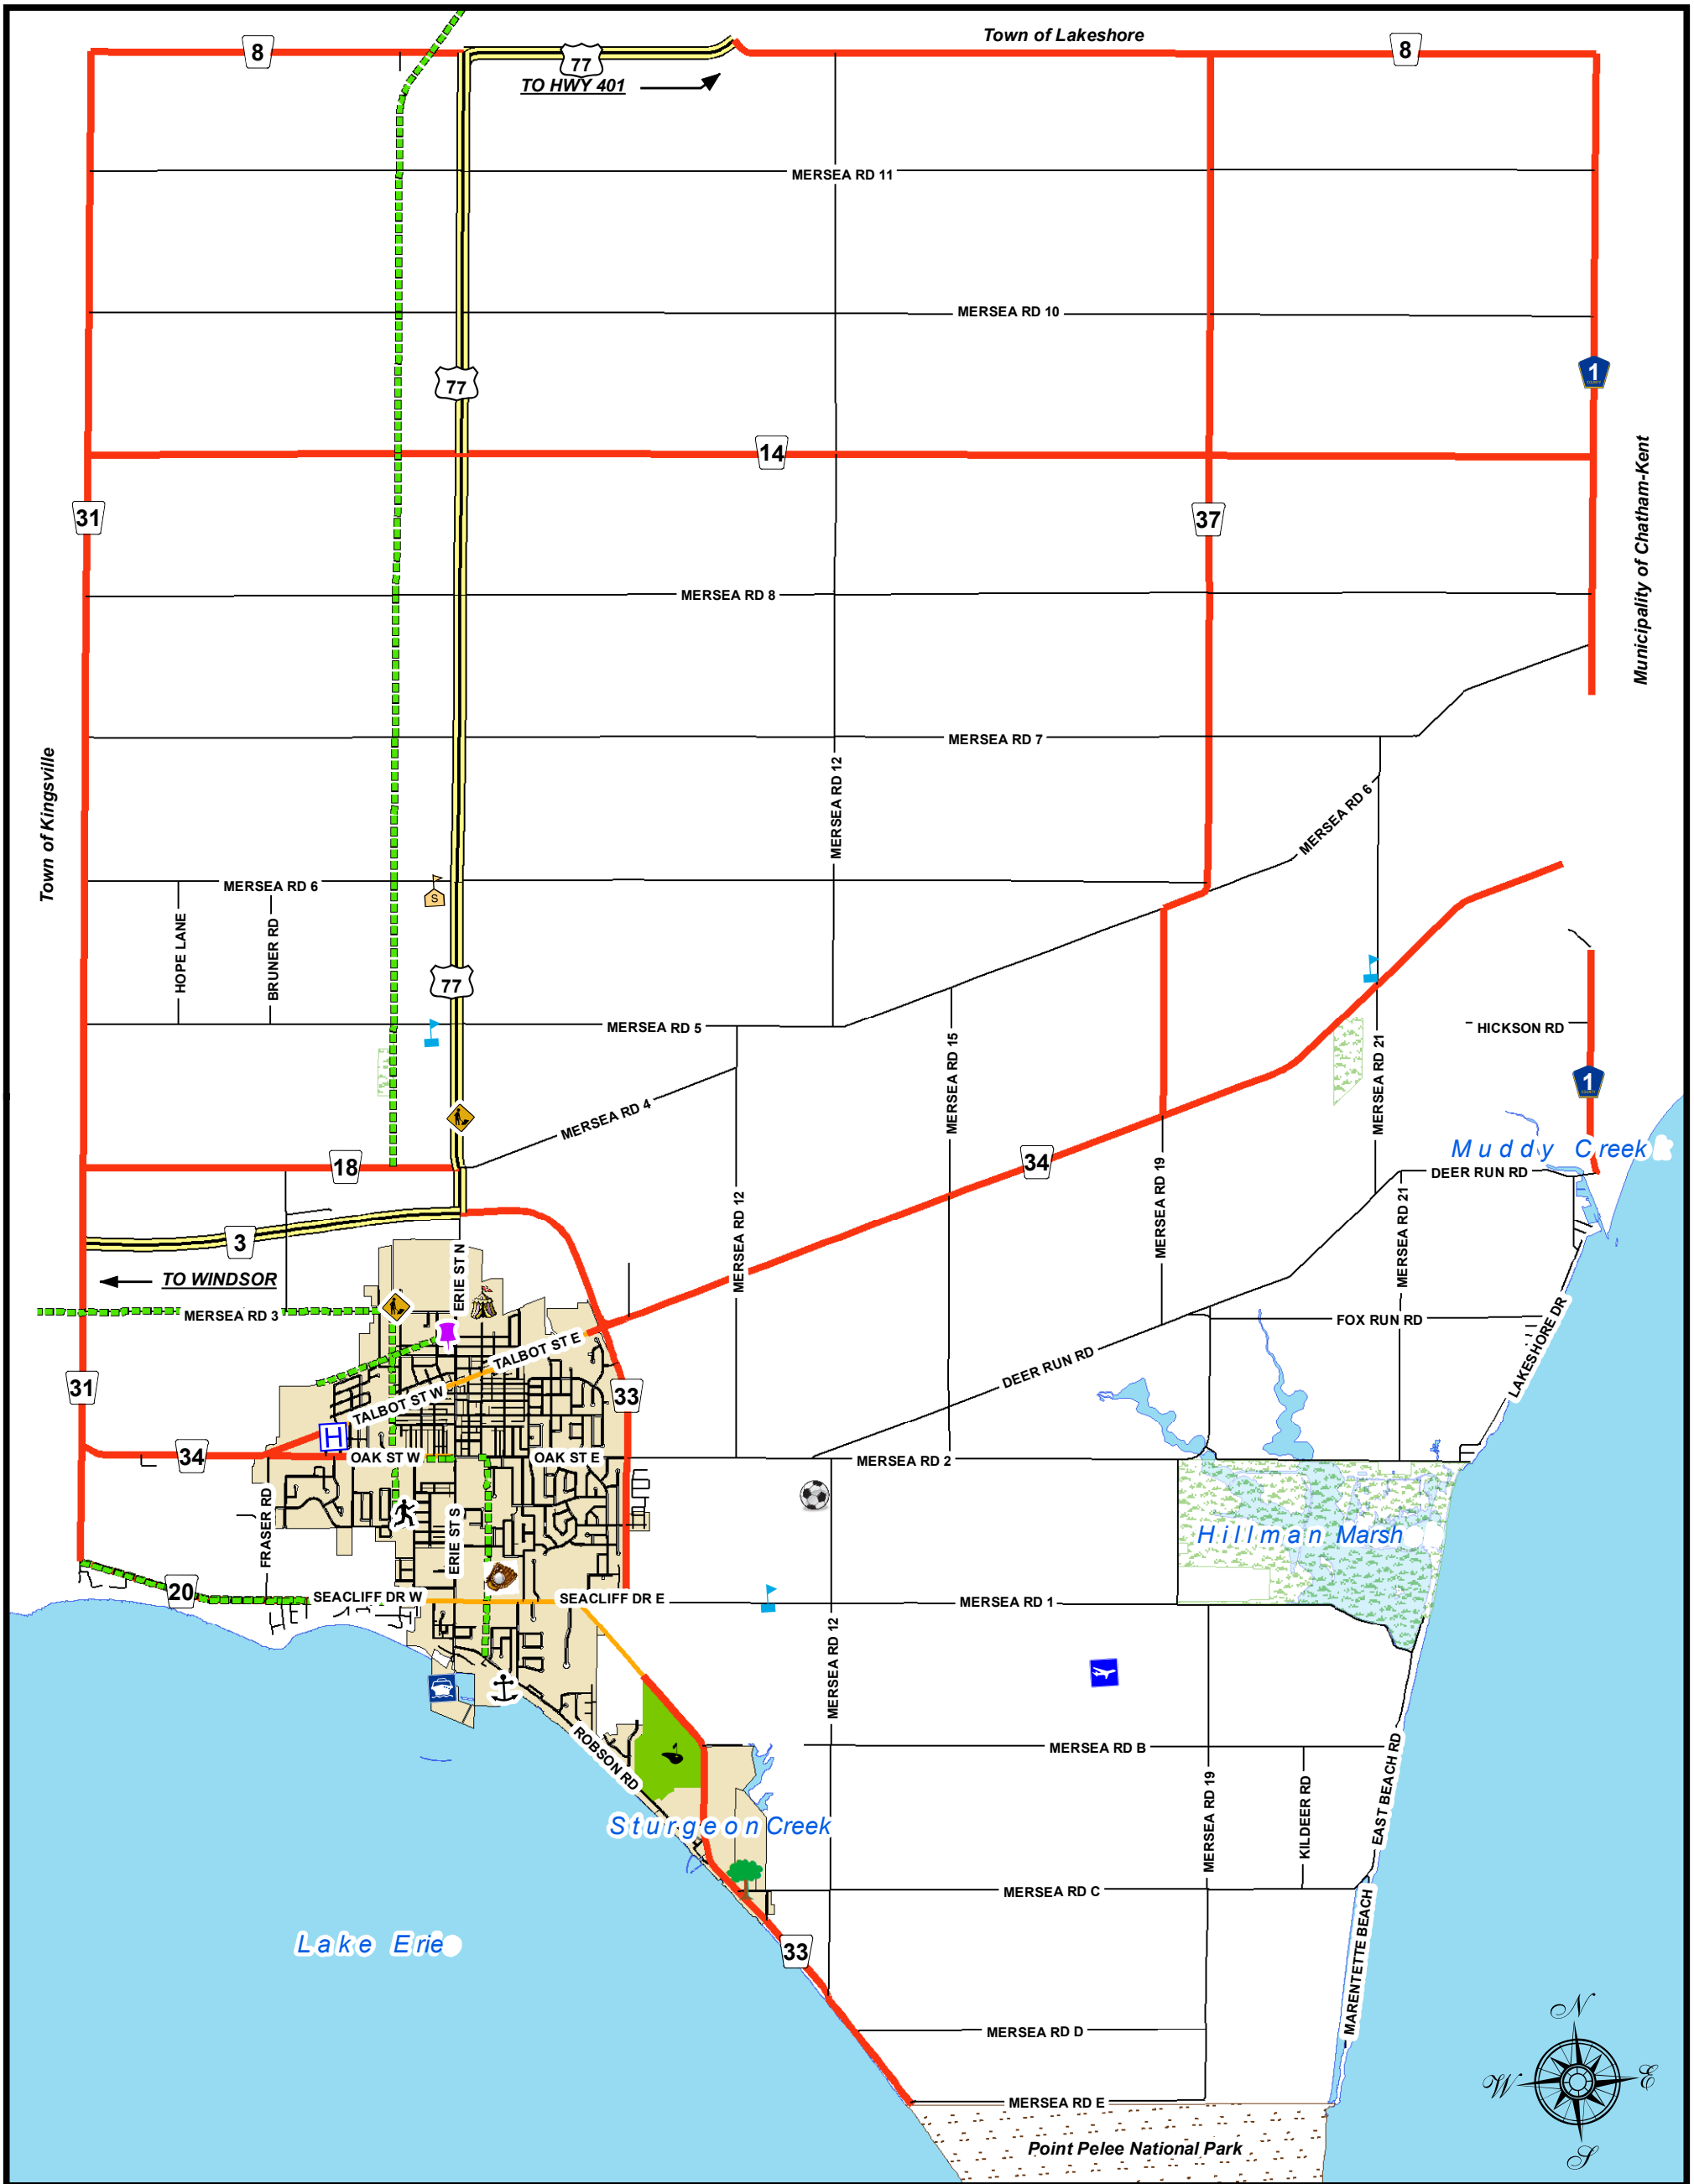 Town of Lakeshore
8
77
8
TO HWY 401
MERSEA RD 11
MERSEA RD 10
1
77
14
31
37
Municipality of Chatham-Kent
MERSEA RD 8
MERSEA RD 7
MERSEA RD 12
Town of Kingsville
MERSEA RD 6
MERSEA RD 6
S
HOPE LANE
BRUNER RD
77
MERSEA RD 5
HICKSON RD
MERSEA RD 15
MERSEA RD 21
1
MERSEA RD 4
Muddy Creek
34
18
DEER RUN RD
MERSEA RD 19
MERSEA RD 12
MERSEA RD 21
3
ERIE ST N
TO WINDSOR
MERSEA RD 3
FOX RUN RD
LAKESHORE DR
TALBOT ST E
DEER RUN RD
31
33
TALBOT ST W
H
34
OAK ST W
OAK ST E
MERSEA RD 2
FRASER RD
ERIE ST S
Hillman Marsh
20
SEACLIFF DR W
SEACLIFF DR E
MERSEA RD 1
MERSEA RD 12
ROBSON RD
MERSEA RD B
EAST BEACH RD
MERSEA RD 19
KILDEER RD
Sturgeon Creek
MERSEA RD C
33
Lake Erie
MARENTETTE BEACH
MERSEA RD D
MERSEA RD E
Point Pelee National Park
N
W
E
S